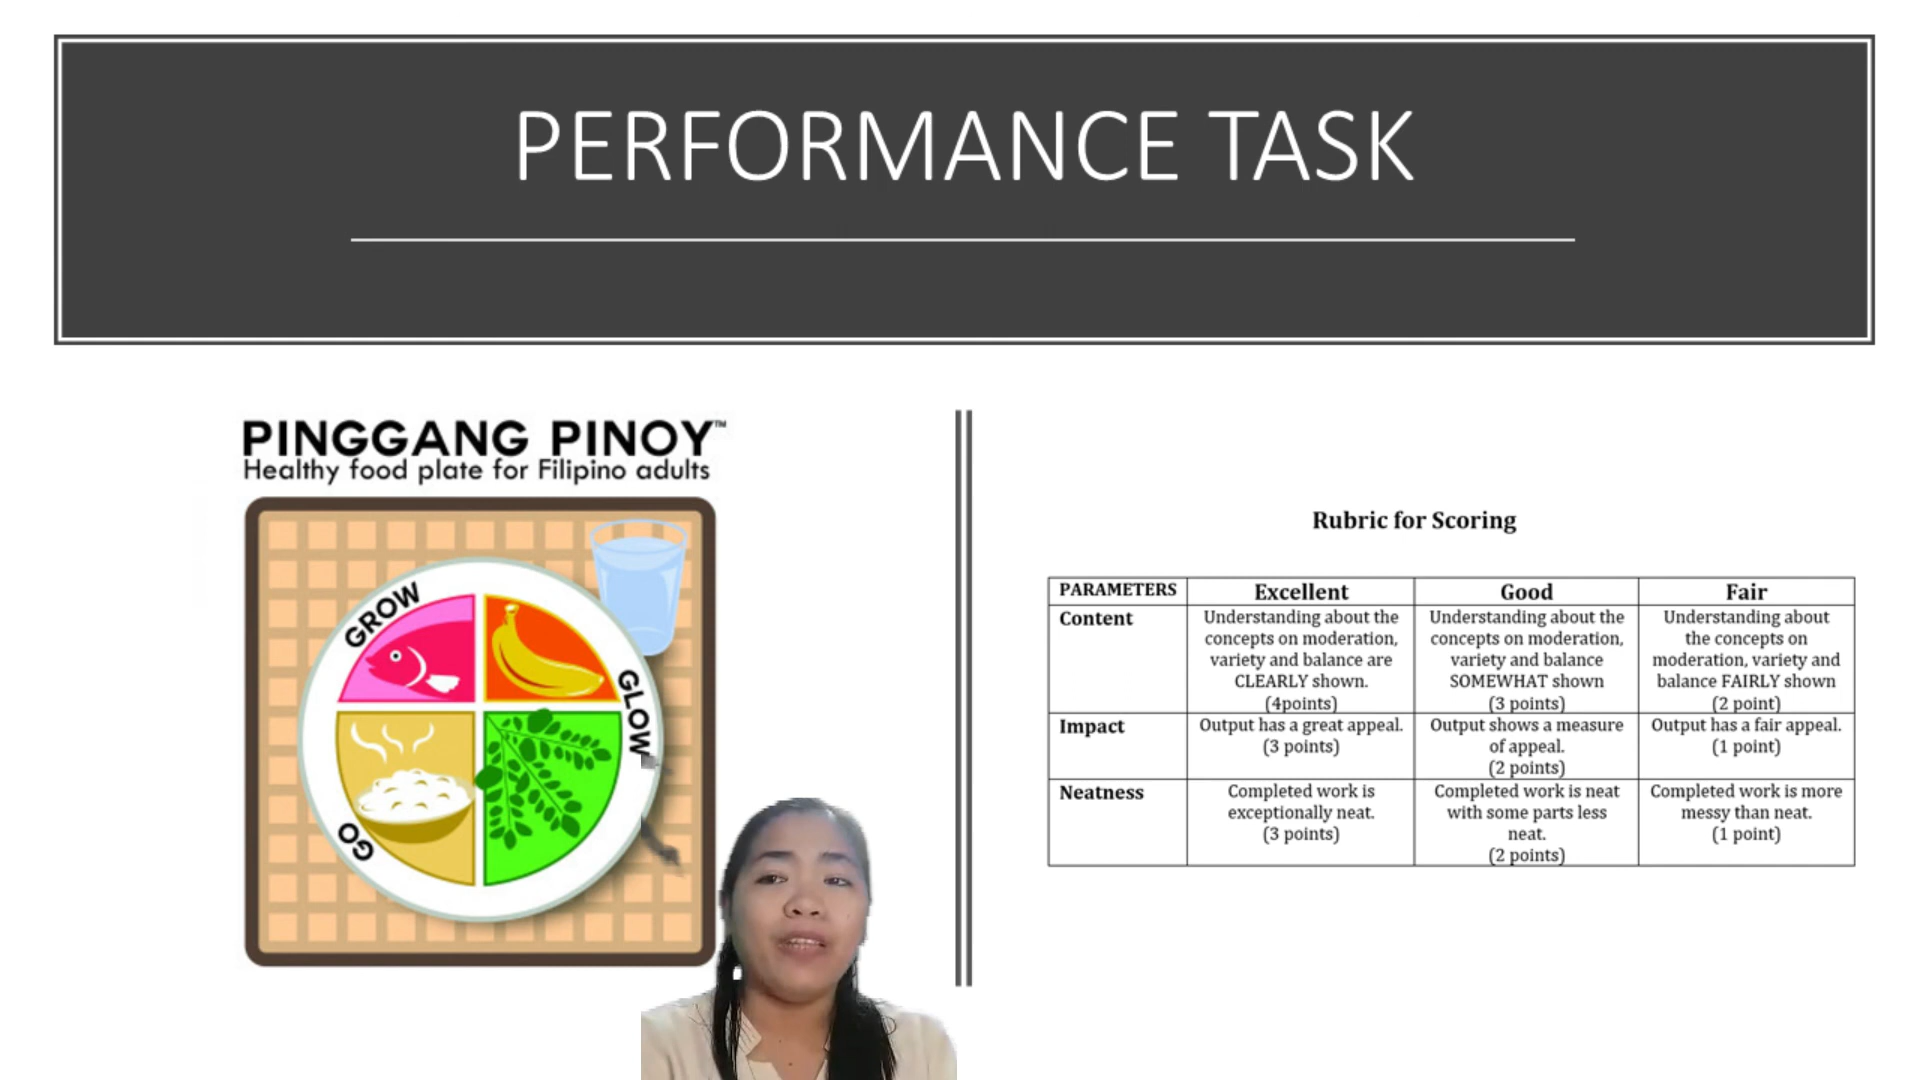 PERFORMANCE TASK
PINGGANG PINOY™
Healthy food plate for Filipino adults
GROW
GLOW
GO
Rubric for Scoring
PARAMETERS Excellent Good Fair
Content
Understanding about the
concepts on moderation,
variety and balance are
CLEARLY shown.
(4points)
Understanding about the
concepts on moderation,
variety and balance
SOMEWHAT shown
(3 points)
Understanding about
the concepts on
moderation, variety and
balance FAIRLY shown
(2 point)
Impact
Output has a great appeal.
(3 points)
Output shows a measure
of appeal.
(2 points)
Output has a fair appeal.
(1 point)
Neatness
Completed work is
exceptionally neat.
(3 points)
Completed work is neat
with some parts less
neat.
(2 points)
Completed work is more
messy than neat.
(1 point)